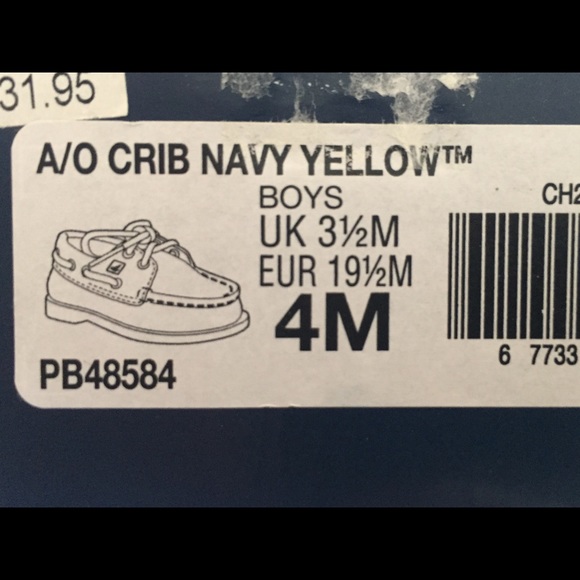 31.95
A/O CRIB NAVY YELLOW™
BOYS
CH2
UK 3½M
EUR 19½M
4M
6 7733
PB48584